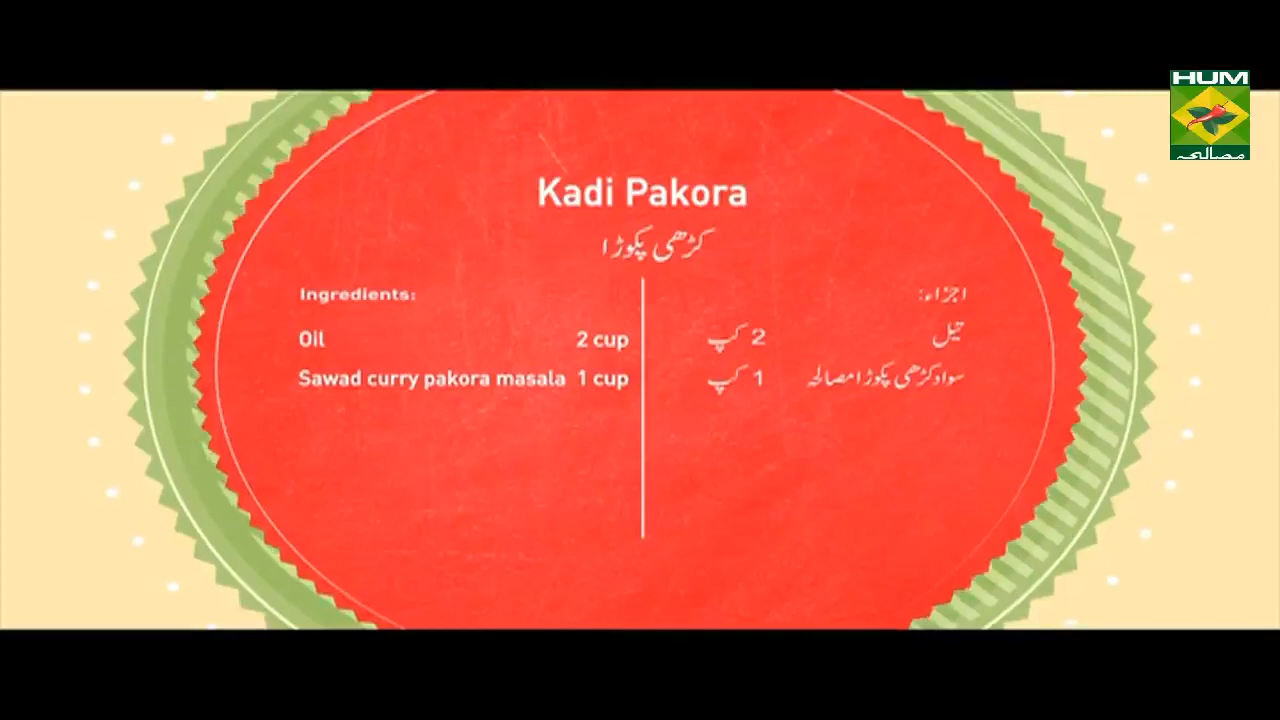 HUM
مصالحہ
Kadi Pakora
کڑھی پکوڑا
Ingredients:
Oil 2 cup
Sawad curry pakora masala 1 cup
اجزاء:
تیل 2 کپ
سواد کڑھی پکوڑا مصالحہ 1 کپ